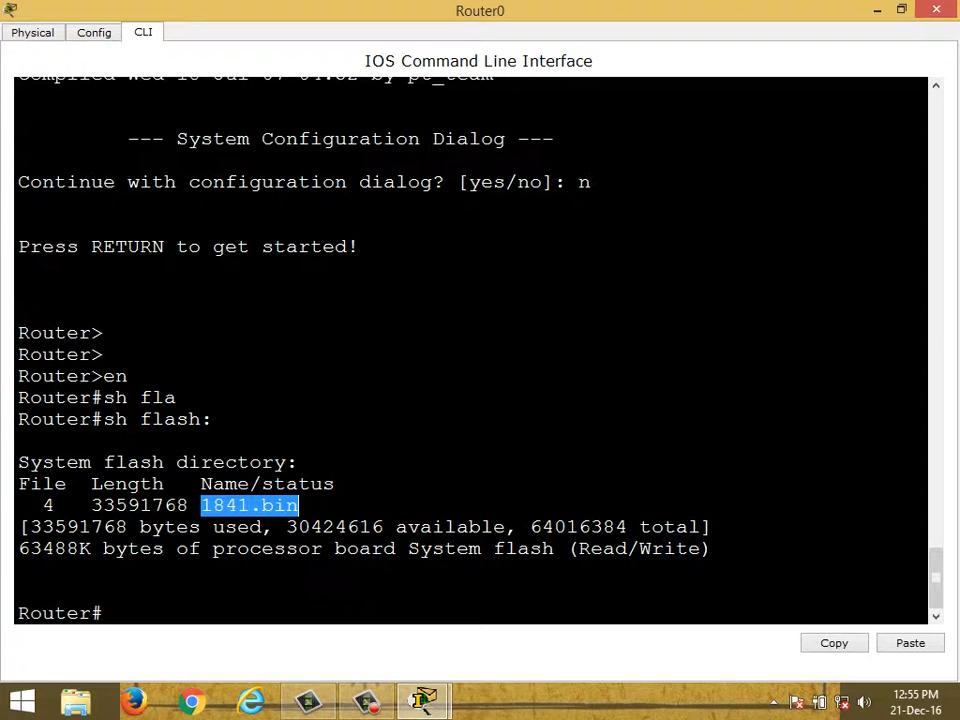 Router0
Physical Config CLI
IOS Command Line Interface
--- System Configuration Dialog ---
Continue with configuration dialog? [yes/no]: n
Press RETURN to get started!
Router>
Router>
Router>en
Router#sh fla
Router#sh flash:
System flash directory:
File Length Name/status
4 33591768 1841.bin
[33591768 bytes used, 30424616 available, 64016384 total]
63488K bytes of processor board System flash (Read/Write)
Router#
Copy Paste
12:55 PM
21-Dec-16